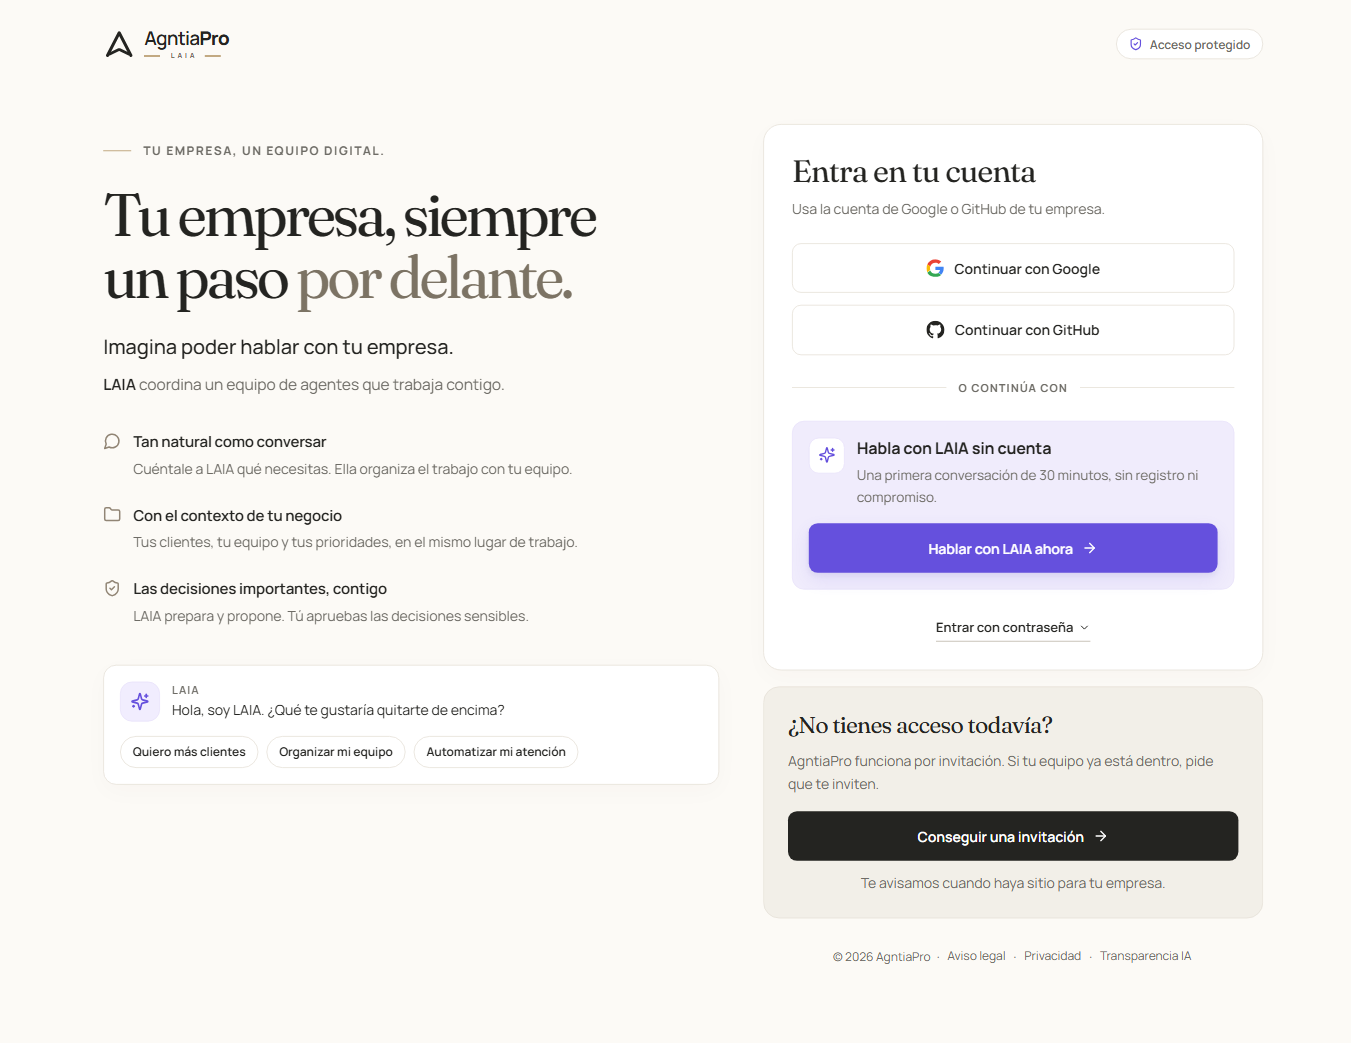 AgntiaPro
LAIA
Acceso protegido
TU EMPRESA, UN EQUIPO DIGITAL.
Tu empresa, siempre
un paso por delante.
Imagina poder hablar con tu empresa.
LAIA coordina un equipo de agentes que trabaja contigo.
Tan natural como conversar
Cuéntale a LAIA qué necesitas. Ella organiza el trabajo con tu equipo.
Con el contexto de tu negocio
Tus clientes, tu equipo y tus prioridades, en el mismo lugar de trabajo.
Las decisiones importantes, contigo
LAIA prepara y propone. Tú apruebas las decisiones sensibles.
LAIA
Hola, soy LAIA. ¿Qué te gustaría quitarte de encima?
Quiero más clientes
Organizar mi equipo
Automatizar mi atención
Entra en tu cuenta
Usa la cuenta de Google o GitHub de tu empresa.
Continuar con Google
Continuar con GitHub
O CONTINÚA CON
Habla con LAIA sin cuenta
Una primera conversación de 30 minutos, sin registro ni
compromiso.
Hablar con LAIA ahora
Entrar con contraseña
¿No tienes acceso todavía?
AgntiaPro funciona por invitación. Si tu equipo ya está dentro, pide
que te inviten.
Conseguir una invitación
Te avisamos cuando haya sitio para tu empresa.
© 2026 AgntiaPro · Aviso legal · Privacidad · Transparencia IA